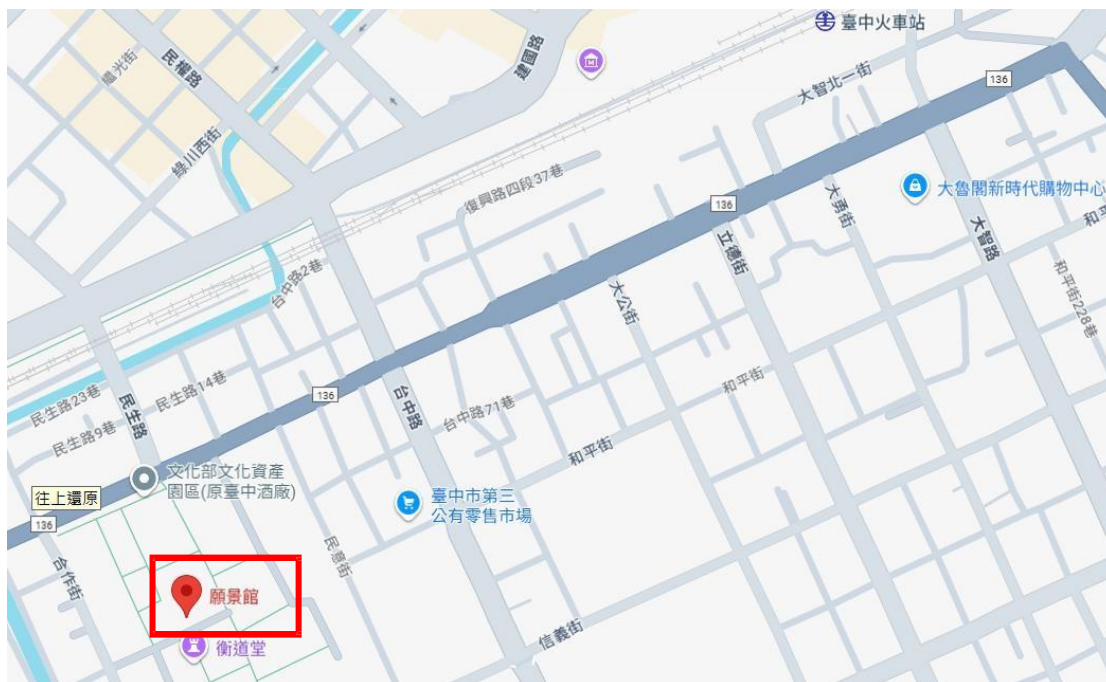 臺中火車站
建國路
繼光街
民權路
136
大智北一街
綠川西街
復興路四段37巷
136
大勇街
大魯閣新時代購物中心
立德街
大智路
和平
台中路2巷
大公街
和平街228巷
民生路23巷
民生路14巷
民生路
136
台中路
台中路71巷
和平街
民生路9巷
和平街
文化部文化資產
園區(原臺中酒廠)
往上還原
臺中市第三
公有零售市場
136
民意街
合作街
願景館
信義街
衡道堂